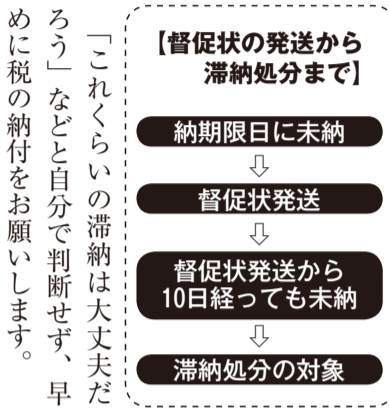 【督促状の発送から
滞納処分まで】
納期限日に未納
督促状発送
督促状発送から
10日経っても未納
滞納処分の対象
「これくらいの滞納は大丈夫だ
ろう」などと自分で判断せず、早
めに税の納付をお願いします。